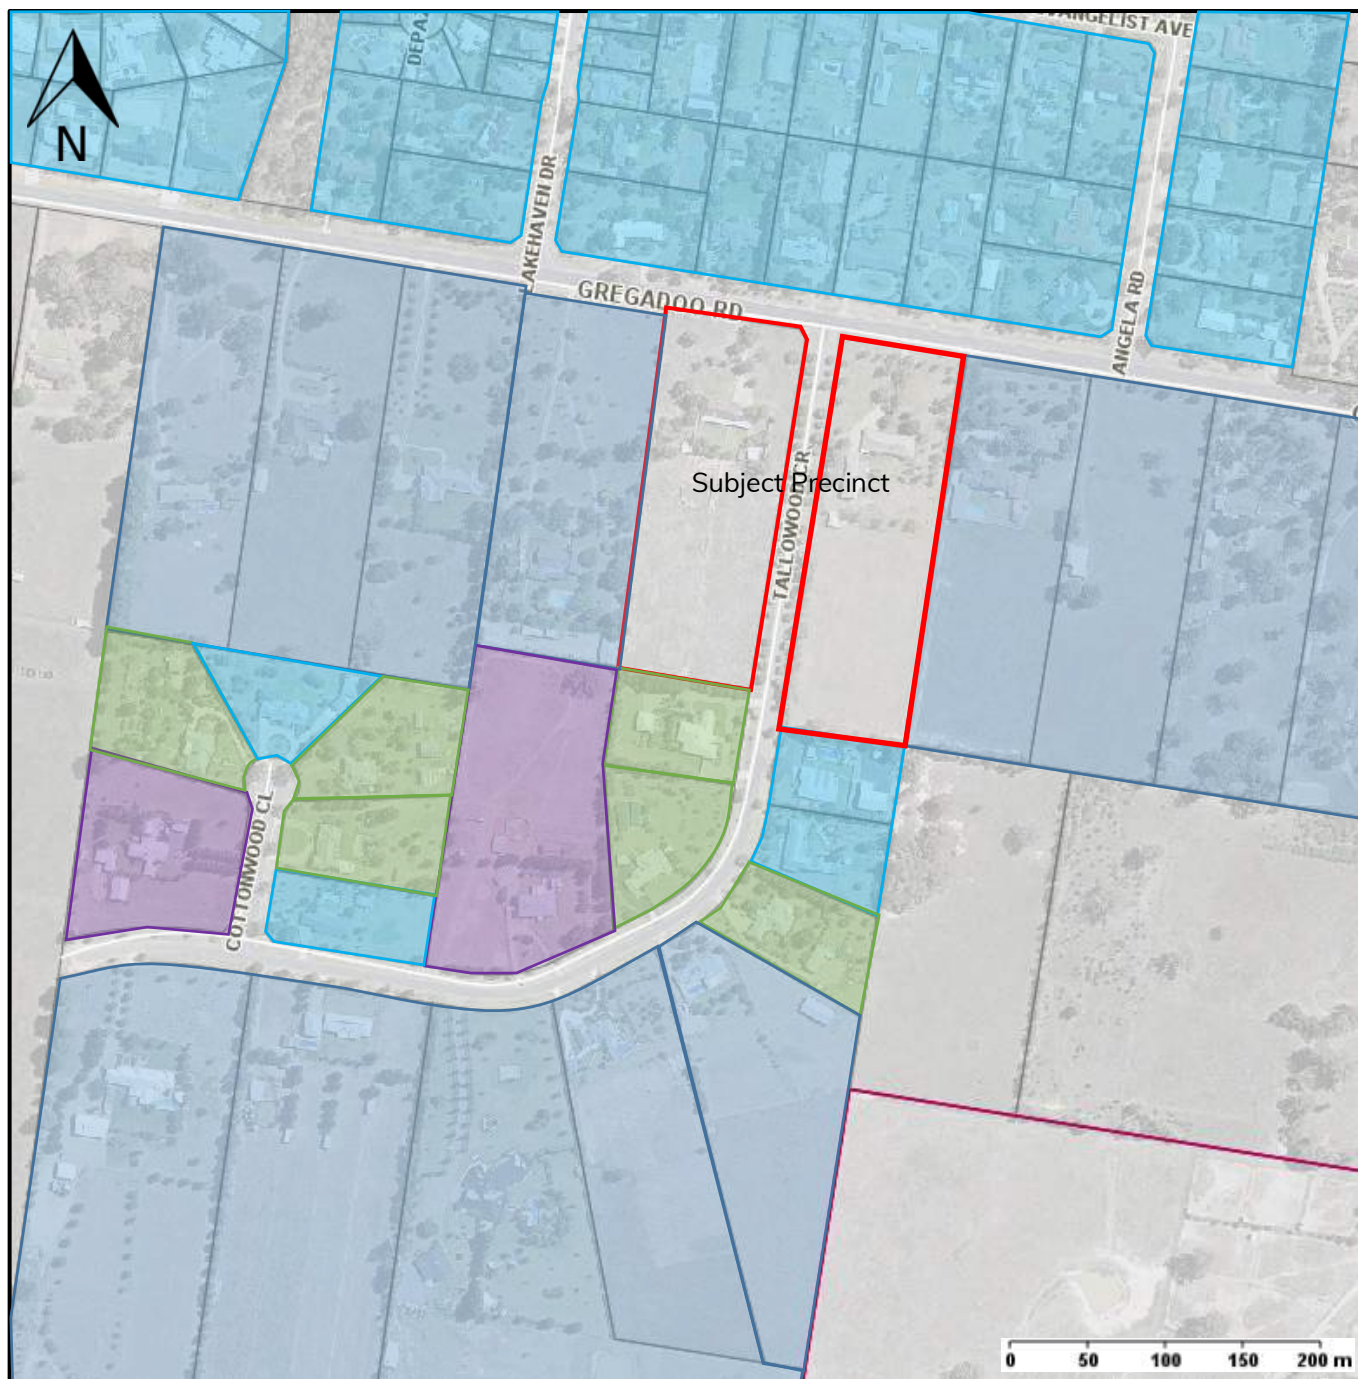 VANGELIST AVE
DEPA
N
LAKEHAVEN DR
GREGADOO RD
ANGELA RD
Subject Precinct
TALLOWOOD CR
COTTONWOOD CL
0 50 100 150 200 m